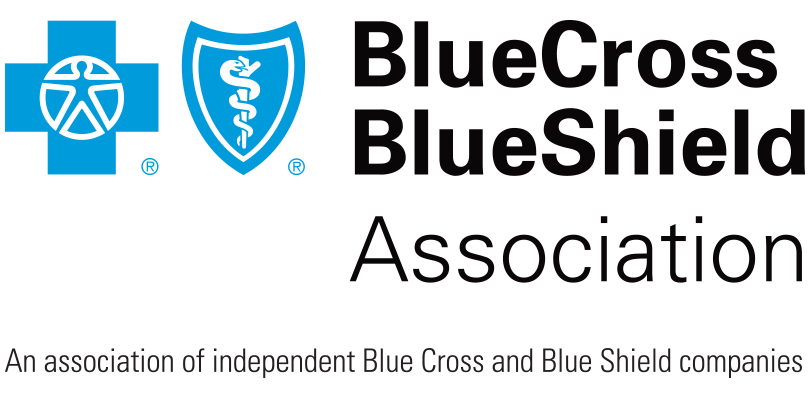 ® ® BlueCross
BlueShield
Association
An association of independent Blue Cross and Blue Shield companies